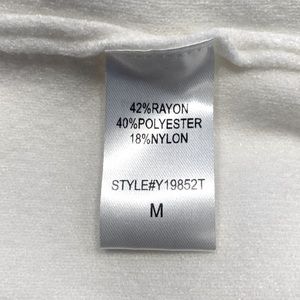 42%RAYON
40%POLYESTER
18%NYLON
STYLE#Y19852T
M